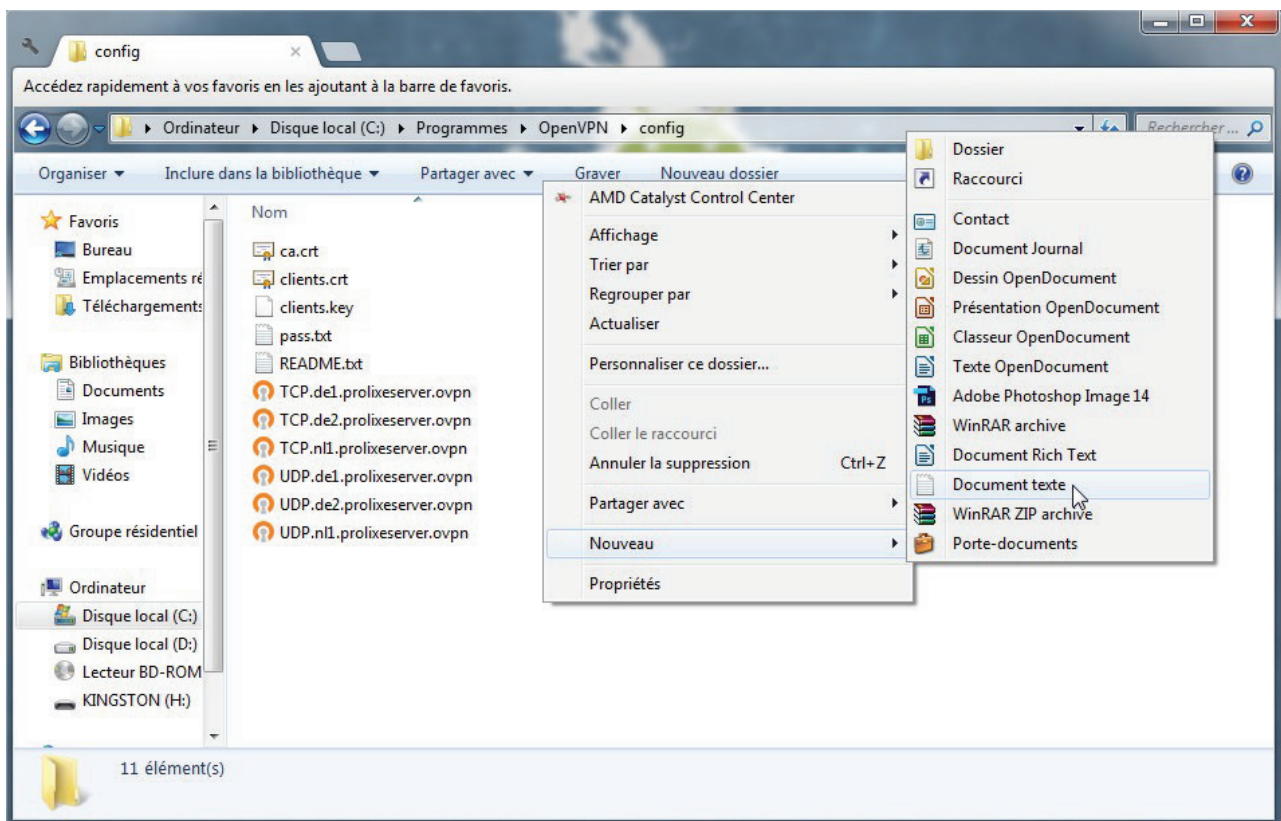 config
Accédez rapidement à vos favoris en les ajoutant à la barre de favoris.
Ordinateur Disque local (C:) Programmes OpenVPN config
Rechercher ...
Organiser Inclure dans la bibliothèque Partager avec Graver Nouveau dossier
Favoris
Bureau
Emplacements ré
Téléchargements
Bibliothèques
Documents
Images
Musique
Vidéos
Groupe résidentiel
Ordinateur
Disque local (C:)
Disque local (D:)
Lecteur BD-ROM
KINGSTON (H:)
Nom
ca.crt
clients.crt
clients.key
pass.txt
README.txt
TCP.de1.prolixeserver.ovpn
TCP.de2.prolixeserver.ovpn
TCP.nl1.prolixeserver.ovpn
UDP.de1.prolixeserver.ovpn
UDP.de2.prolixeserver.ovpn
UDP.nl1.prolixeserver.ovpn
AMD Catalyst Control Center
Affichage
Trier par
Regrouper par
Actualiser
Personnaliser ce dossier...
Coller
Coller le raccourci
Annuler la suppression Ctrl+Z
Partager avec
Nouveau
Propriétés
Dossier
Raccourci
Contact
Document Journal
Dessin OpenDocument
Présentation OpenDocument
Classeur OpenDocument
Texte OpenDocument
Adobe Photoshop Image 14
WinRAR archive
Document Rich Text
Document texte
WinRAR ZIP archive
Porte-documents
11 élément(s)